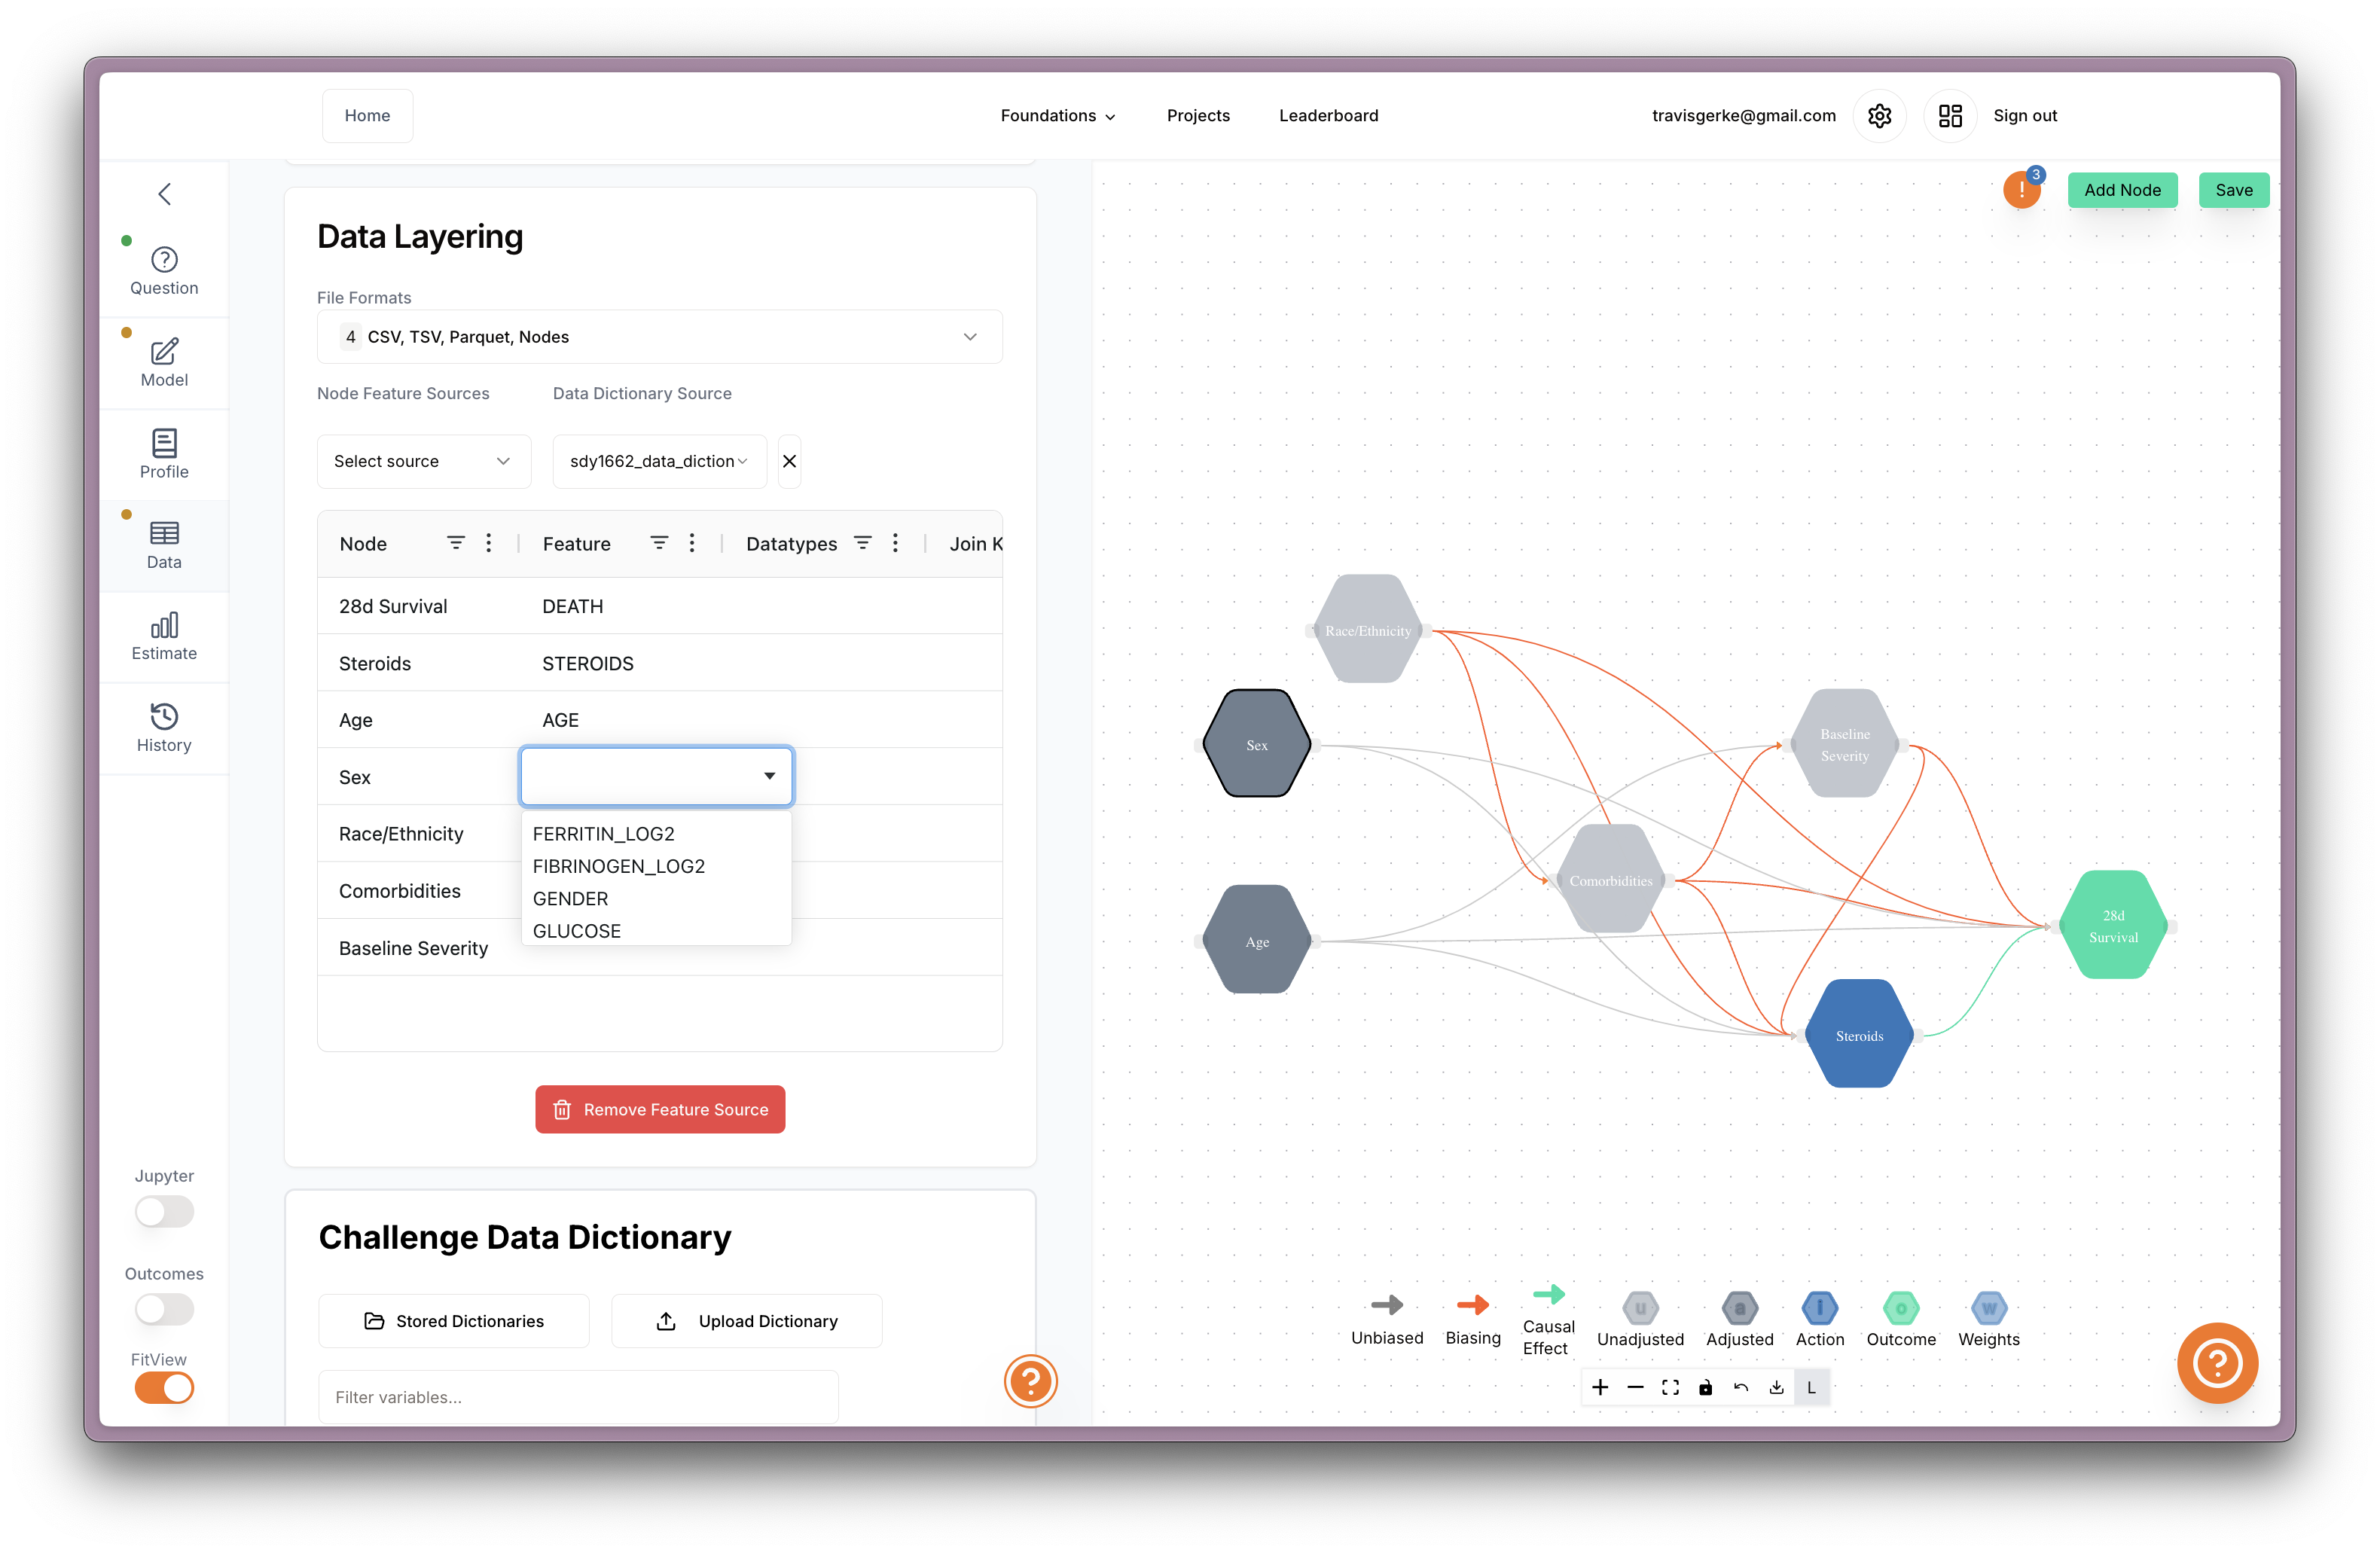 Home
Foundations
Projects
Leaderboard
travisgerke@gmail.com
Sign out
Question
Model
Profile
Data
Estimate
History
Jupyter
Outcomes
FitView
Data Layering
File Formats
4 CSV, TSV, Parquet, Nodes
Node Feature Sources
Data Dictionary Source
Select source
sdy1662_data_diction
Node
Feature
Datatypes
Join K
28d Survival
DEATH
Steroids
STEROIDS
Age
AGE
Sex
Race/Ethnicity
Comorbidities
Baseline Severity
FERRITIN_LOG2
FIBRINOGEN_LOG2
GENDER
GLUCOSE
Remove Feature Source
Challenge Data Dictionary
Stored Dictionaries
Upload Dictionary
Filter variables...
?
!
3
Add Node
Save
Race/Ethnicity
Sex
Baseline
Severity
Comorbidities
Age
28d
Survival
Steroids
Unbiased
Biasing
Causal
Effect
u
Unadjusted
a
Adjusted
i
Action
o
Outcome
w
Weights
L
?